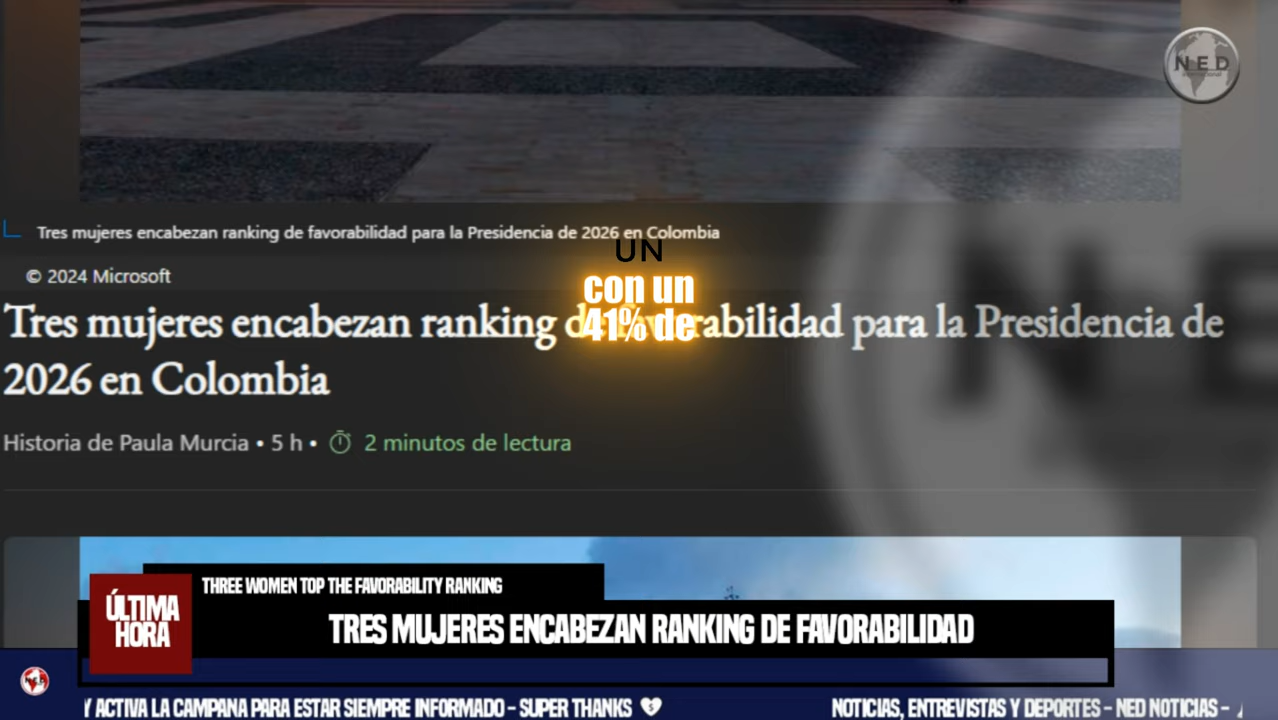 NED
Tres mujeres encabezan ranking de favorabilidad para la Presidencia de 2026 en Colombia
UN
© 2024 Microsoft
con un
41% de
Tres mujeres encabezan ranking de favorabilidad para la Presidencia de
2026 en Colombia
Historia de Paula Murcia • 5 h • 2 minutos de lectura
THREE WOMEN TOP THE FAVORABILITY RANKING
ÚLTIMA
HORA
TRES MUJERES ENCABEZAN RANKING DE FAVORABILIDAD
Y ACTIVA LA CAMPANA PARA ESTAR SIEMPRE INFORMADO - SUPER THANKS
NOTICIAS, ENTREVISTAS Y DEPORTES - NED NOTICIAS -